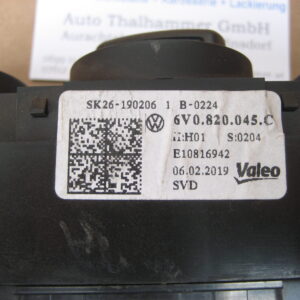 Auto Thalhammer GmbH
SK26-190206 1 B-0224
6V0.820.045.C
H:H01 S:0204
E10816942
06.02.2019 Valeo
SVD